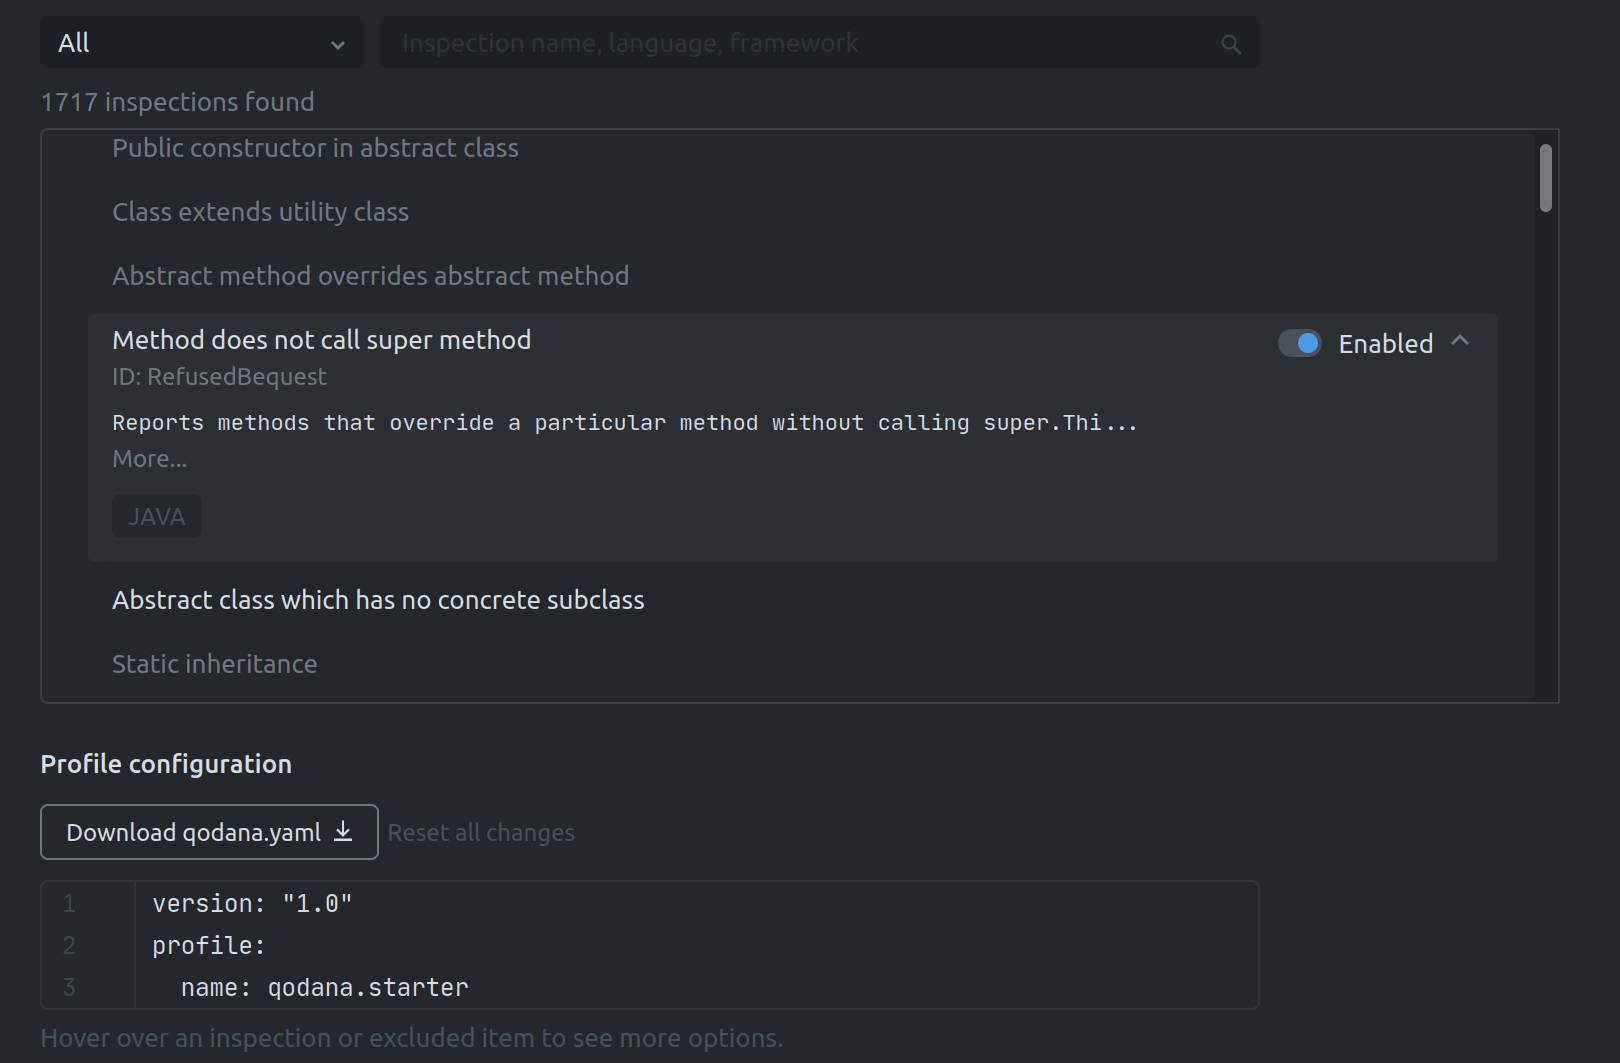 All
Inspection name, language, framework
1717 inspections found
Public constructor in abstract class
Class extends utility class
Abstract method overrides abstract method
Method does not call super method
Enabled
ID: RefusedBequest
Reports methods that override a particular method without calling super.Thi...
More...
JAVA
Abstract class which has no concrete subclass
Static inheritance
Profile configuration
Download qodana.yaml
Reset all changes
1 version: "1.0"
2 profile:
3 name: qodana.starter
Hover over an inspection or excluded item to see more options.